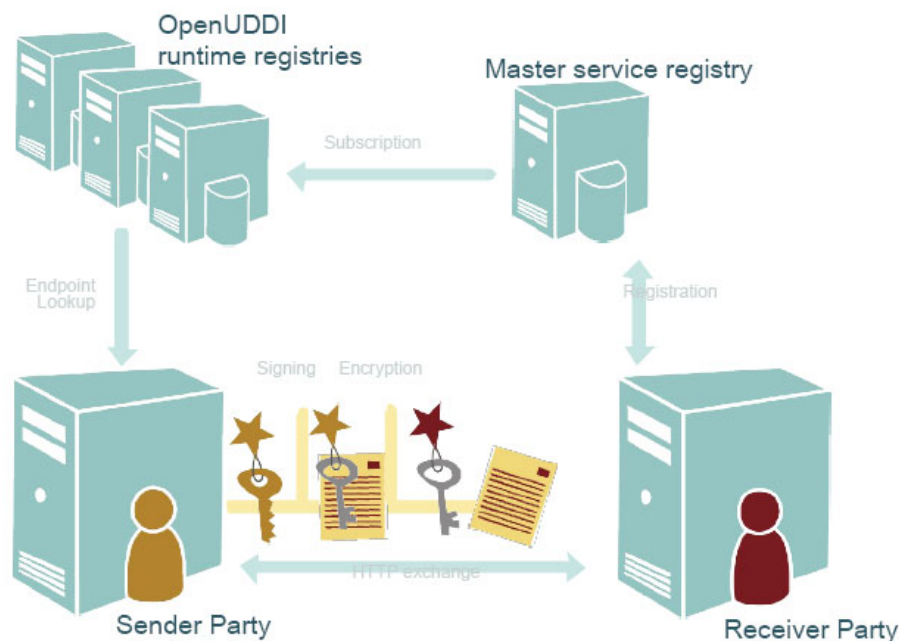 OpenUDDI
runtime registries
Master service registry
Subscription
Endpoint
Lookup
Registration
Signing
Encryption
HTTP exchange
Sender Party
Receiver Party